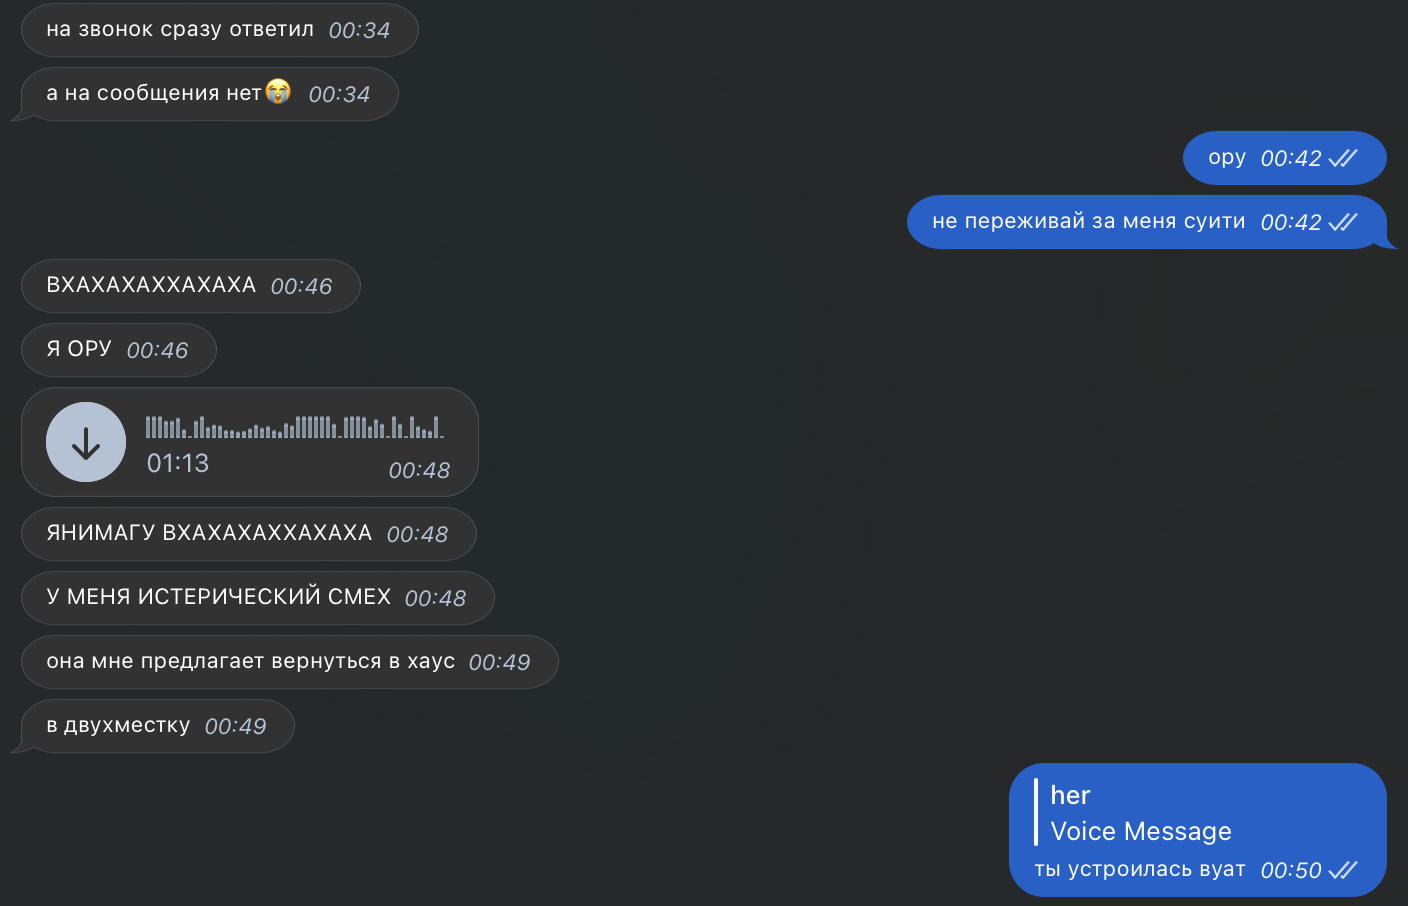 на звонок сразу ответил 00:34
а на сообщения нет😭 00:34
ору 00:42
не переживай за меня суити 00:42
ВХАХАХАХХАХАХА 00:46
Я ОРУ 00:46
01:13 00:48
ЯНИМАГУ ВХАХАХАХХАХАХА 00:48
У МЕНЯ ИСТЕРИЧЕСКИЙ СМЕХ 00:48
она мне предлагает вернуться в хаус 00:49
в двухместку 00:49
her
Voice Message
ты устроилась вуат 00:50